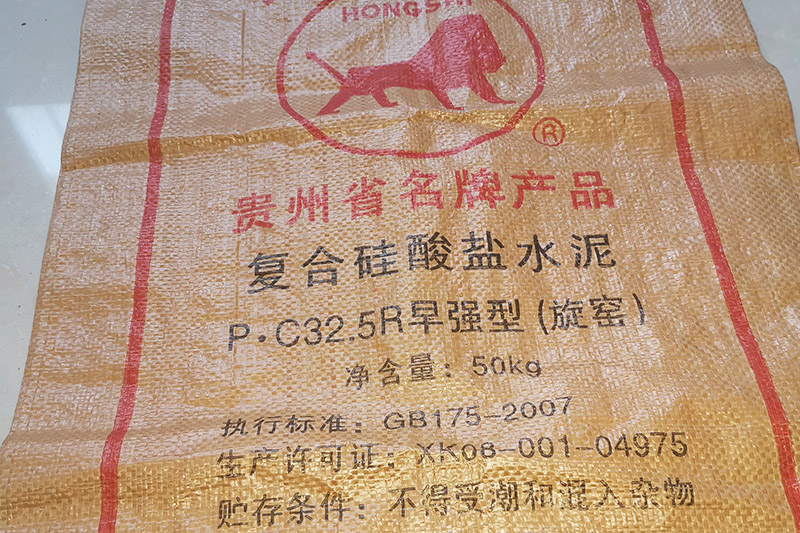 HONGSHI
®
贵州省名牌产品
复合硅酸盐水泥
P·C32.5R早强型(旋窑)
净含量：50kg
执行标准：GB175-2007
生产许可证：XK08-001-04975
贮存条件：不得受潮和混入杂物